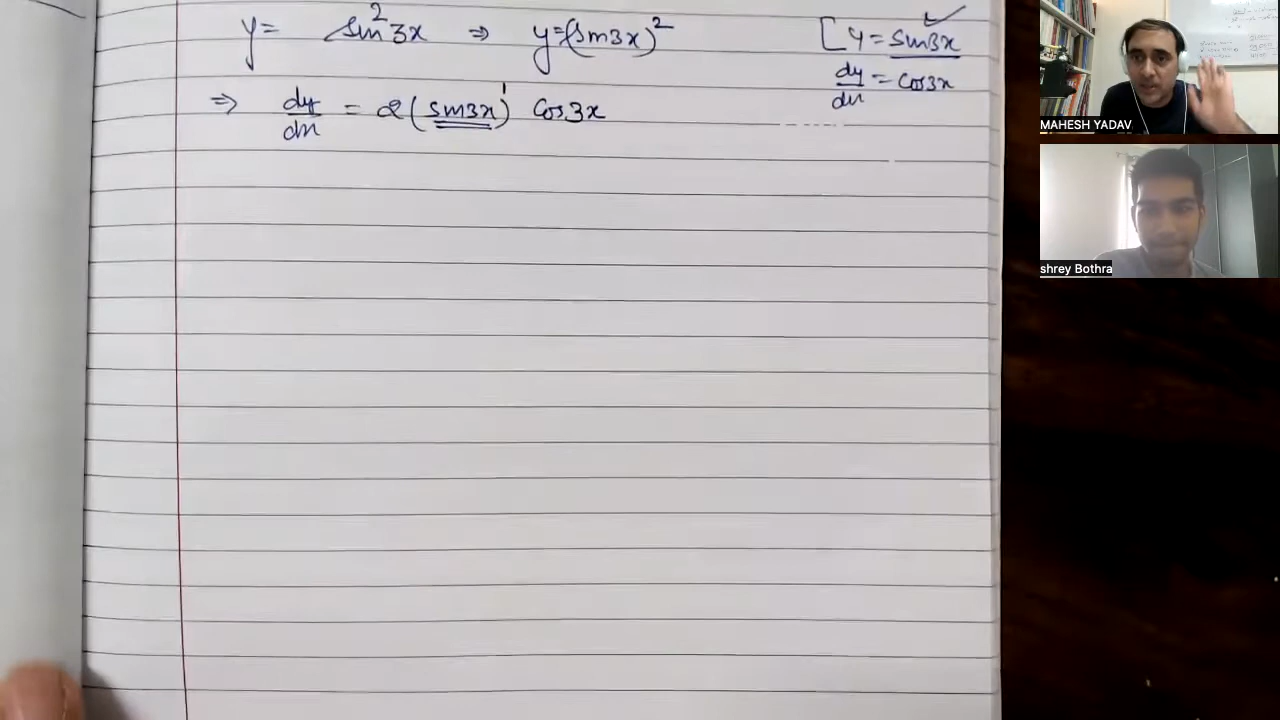 y = sin²3x ⇒ y=(sin3x)²
⇒ dy/dx = 2(sin3x)¹ cos3x
[ y = sin3x ✓
dy/dx = cos3x
MAHESH YADAV
shrey Bothra